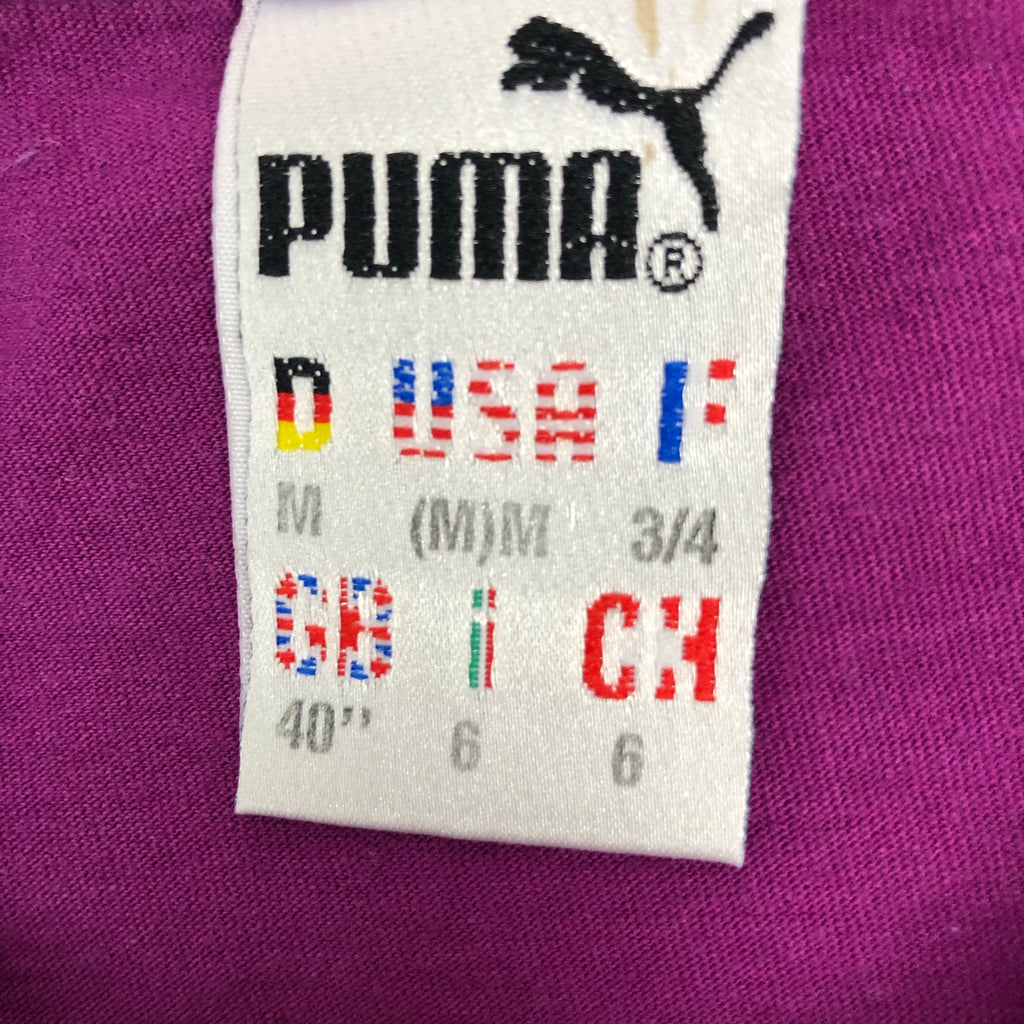 PUMA®
D USA F
M (M)M 3/4
GB I CH
40" 6 6